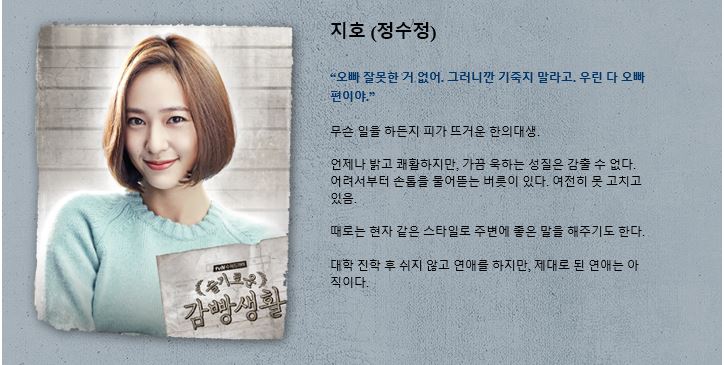 지호 (정수정)
“오빠 잘못한 거 없어. 그러니깐 기죽지 말라고. 우린 다 오빠
편이야.”
무슨 일을 하든지 피가 뜨거운 한의대생.
언제나 밝고 쾌활하지만, 가끔 욱하는 성질은 감출 수 없다.
어려서부터 손톱을 물어뜯는 버릇이 있다. 여전히 못 고치고
있음.
때로는 현자 같은 스타일로 주변에 좋은 말을 해주기도 한다.
대학 진학 후 쉬지 않고 연애를 하지만, 제대로 된 연애는 아
직이다.
tvN 수목드라마
슬기로운
감빵생활